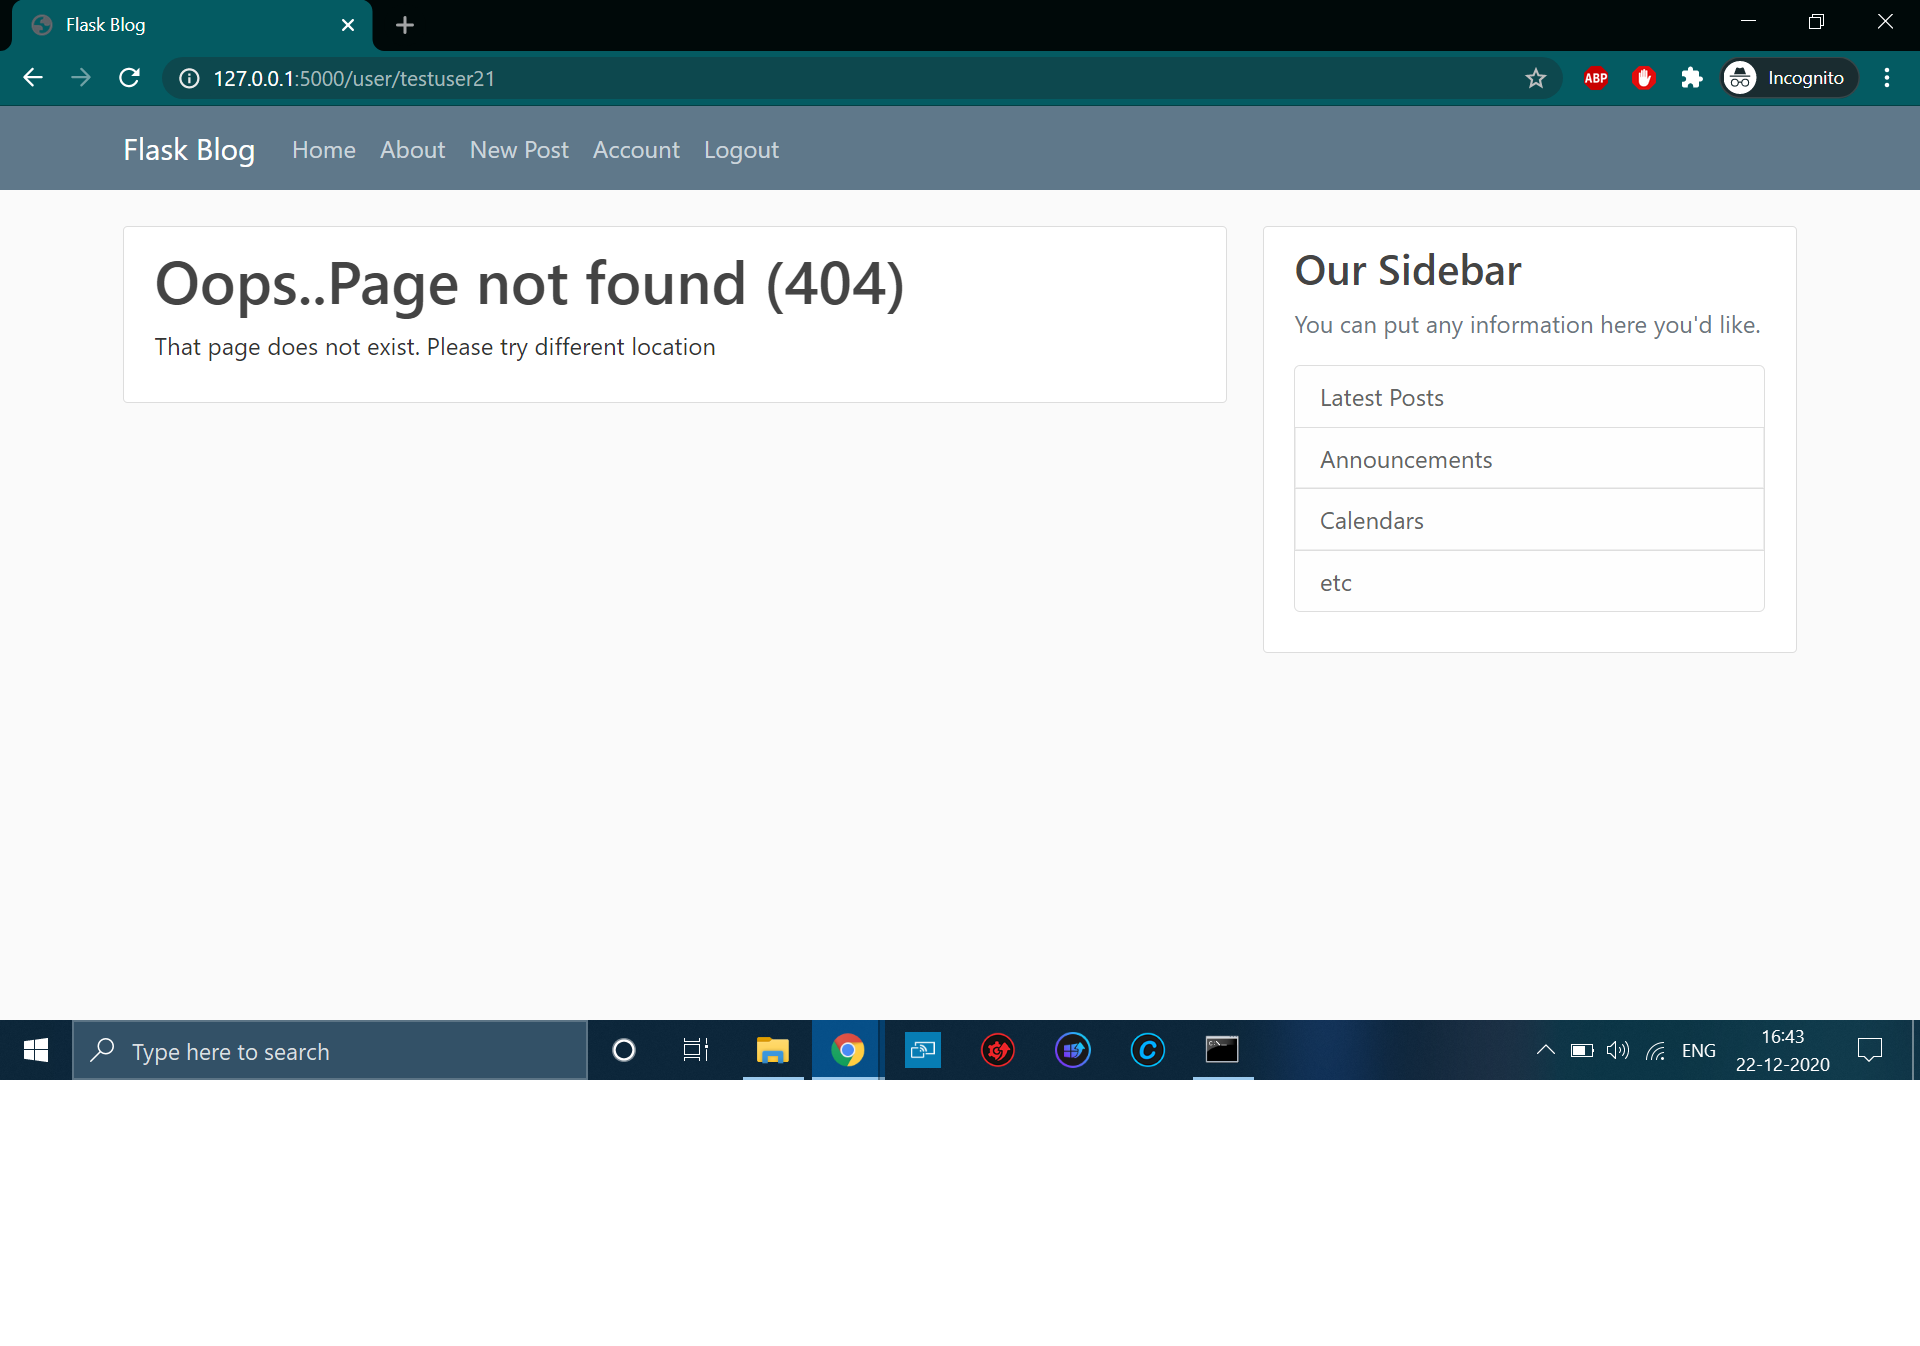 Flask Blog
127.0.0.1:5000/user/testuser21
ABP
Incognito
Flask Blog Home About New Post Account Logout
Oops..Page not found (404)
That page does not exist. Please try different location
Our Sidebar
You can put any information here you'd like.
Latest Posts
Announcements
Calendars
etc
Type here to search
C
ENG
16:43
22-12-2020